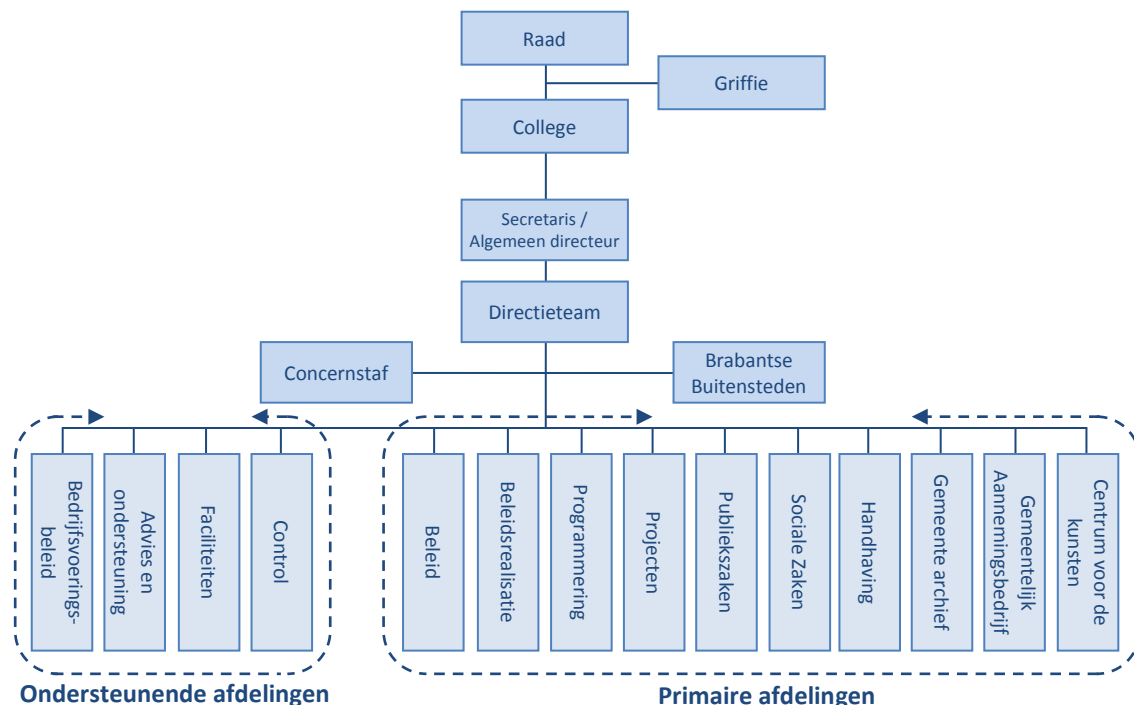 Raad
Griffie
College
Secretaris /
Algemeen directeur
Directieteam
Concernstaf
Brabantse
Buitensteden
Bedrijfsvoerings-
beleid
Advies en
ondersteuning
Faciliteiten
Control
Beleid
Beleidsrealisatie
Programmering
Projecten
Publiekszaken
Sociale Zaken
Handhaving
Gemeente archief
Gemeentelijk
Aannemingsbedrijf
Centrum voor de
kunsten
Ondersteunende afdelingen
Primaire afdelingen